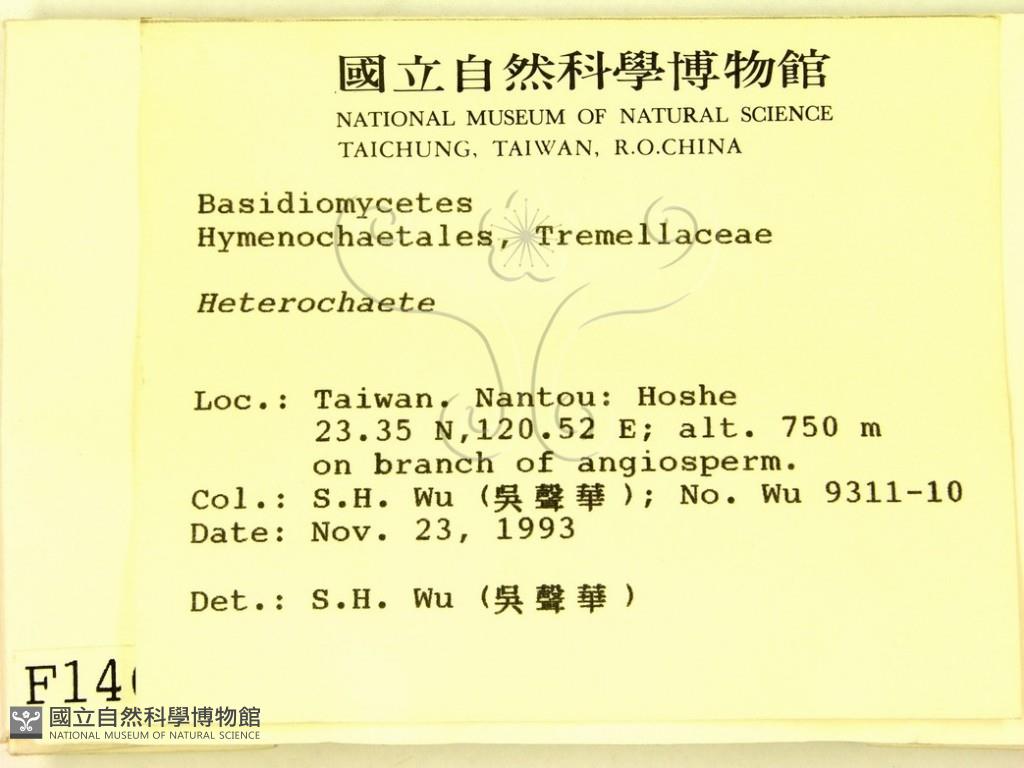 國立自然科學博物館
NATIONAL MUSEUM OF NATURAL SCIENCE
TAICHUNG, TAIWAN, R.O.CHINA
Basidiomycetes
Hymenochaetales, Tremellaceae
Heterochaete
Loc.: Taiwan. Nantou: Hoshe
23.35 N,120.52 E; alt. 750 m
on branch of angiosperm.
Col.: S.H. Wu (吳聲華); No. Wu 9311-10
Date: Nov. 23, 1993
Det.: S.H. Wu (吳聲華)
F14
國立自然科學博物館
NATIONAL MUSEUM OF NATURAL SCIENCE